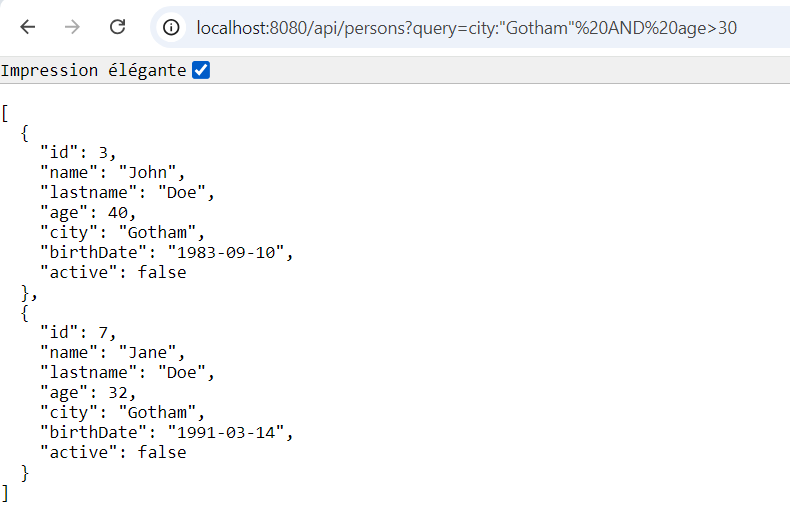 localhost:8080/api/persons?query=city:"Gotham"%20AND%20age>30
Impression élégante
[
  {
    "id": 3,
    "name": "John",
    "lastname": "Doe",
    "age": 40,
    "city": "Gotham",
    "birthDate": "1983-09-10",
    "active": false
  },
  {
    "id": 7,
    "name": "Jane",
    "lastname": "Doe",
    "age": 32,
    "city": "Gotham",
    "birthDate": "1991-03-14",
    "active": false
  }
]